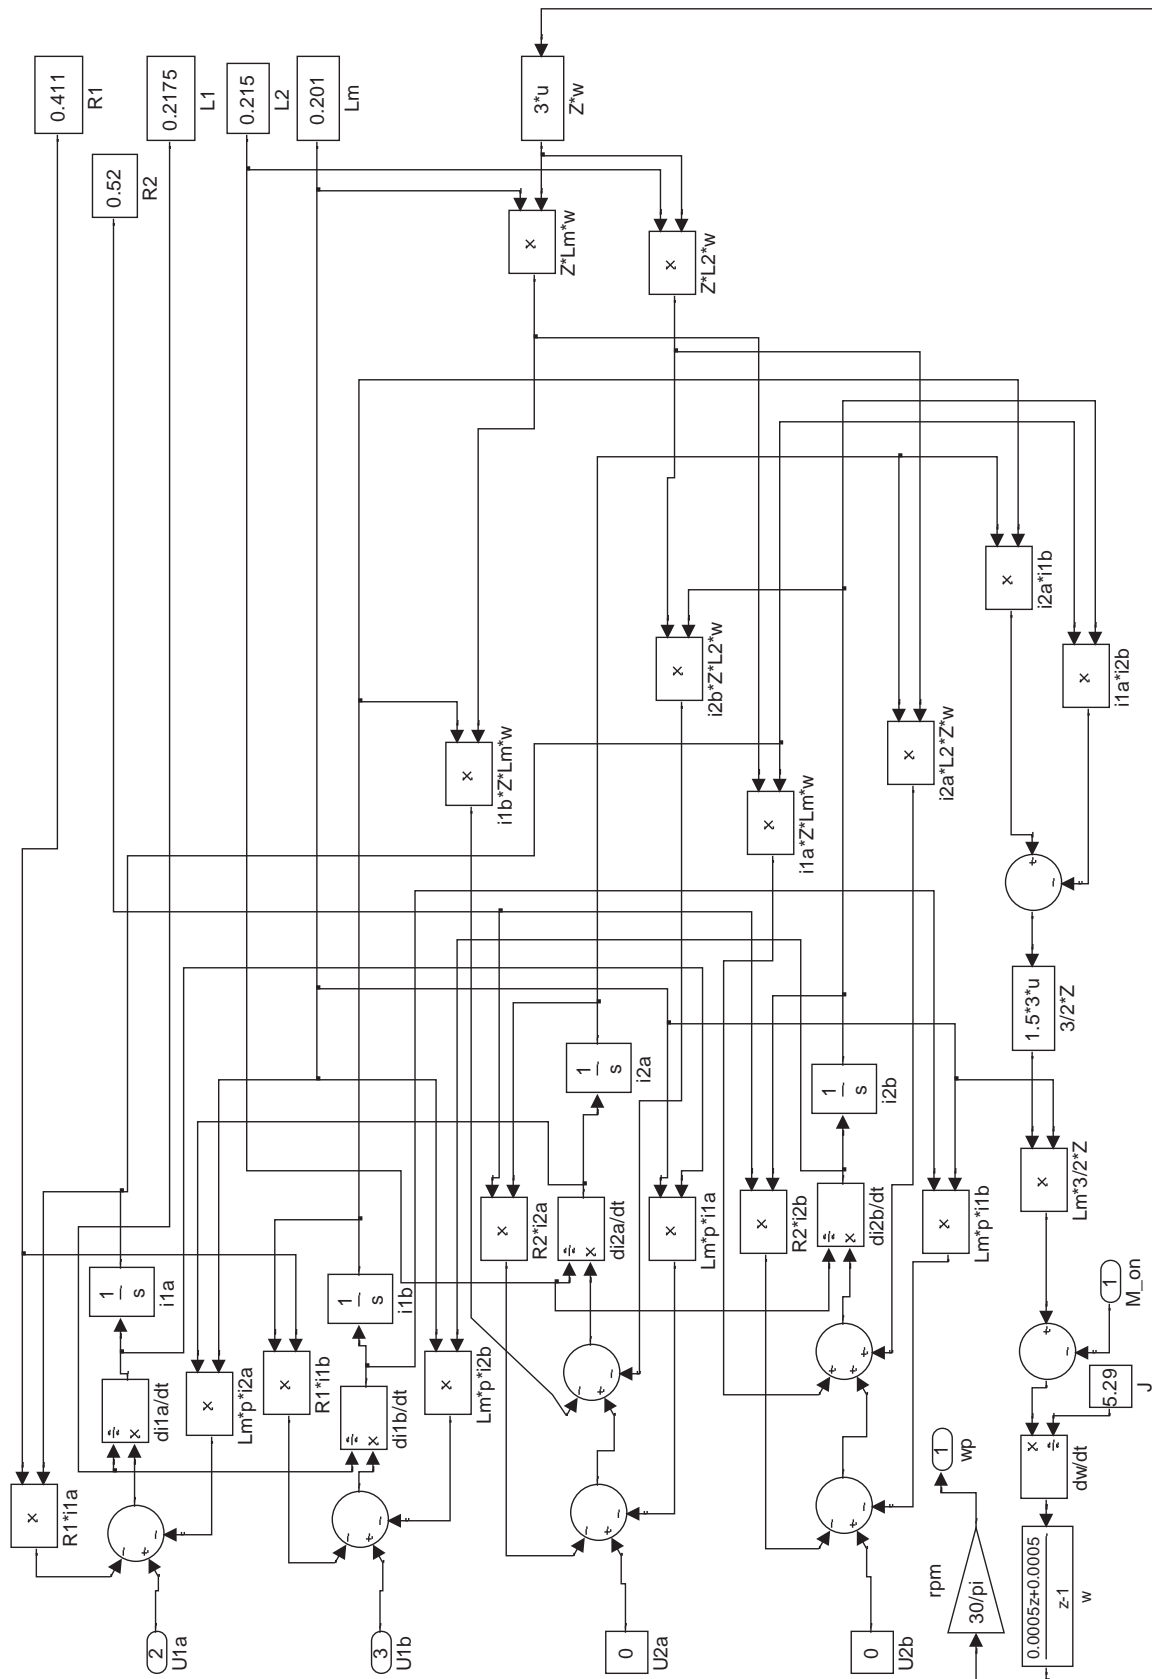 2
U1a
×
R1*i1a
−
+
−
÷
×
di1a/dt
1
s
i1a
0.411
R1
0.52
R2
0.2175
L1
×
Lm*p*i2a
0.215
L2
0.201
Lm
×
R1*i1b
3
U1b
−
+
−
÷
×
di1b/dt
1
s
i1b
×
Lm*p*i2b
×
i1b*Z*Lm*w
×
Z*Lm*w
3*u
Z*w
×
R2*i2a
0
U2a
−
+
−
−
+
−
÷
×
di2a/dt
1
s
i2a
×
Lm*p*i1a
×
i2b*Z*L2*w
×
Z*L2*w
×
R2*i2b
×
i1a*Z*Lm*w
0
U2b
−
+
−
+
+
+
÷
×
di2b/dt
1
s
i2b
×
i2a*L2*Z*w
×
Lm*p*i1b
rpm
30/pi
1
wp
×
i2a*i1b
0.0005z+0.0005
z-1
w
×
÷
dw/dt
+
−
×
Lm*3/2*Z
1.5*3*u
3/2*Z
+
−
×
i1a*i2b
5.29
J
1
M_on